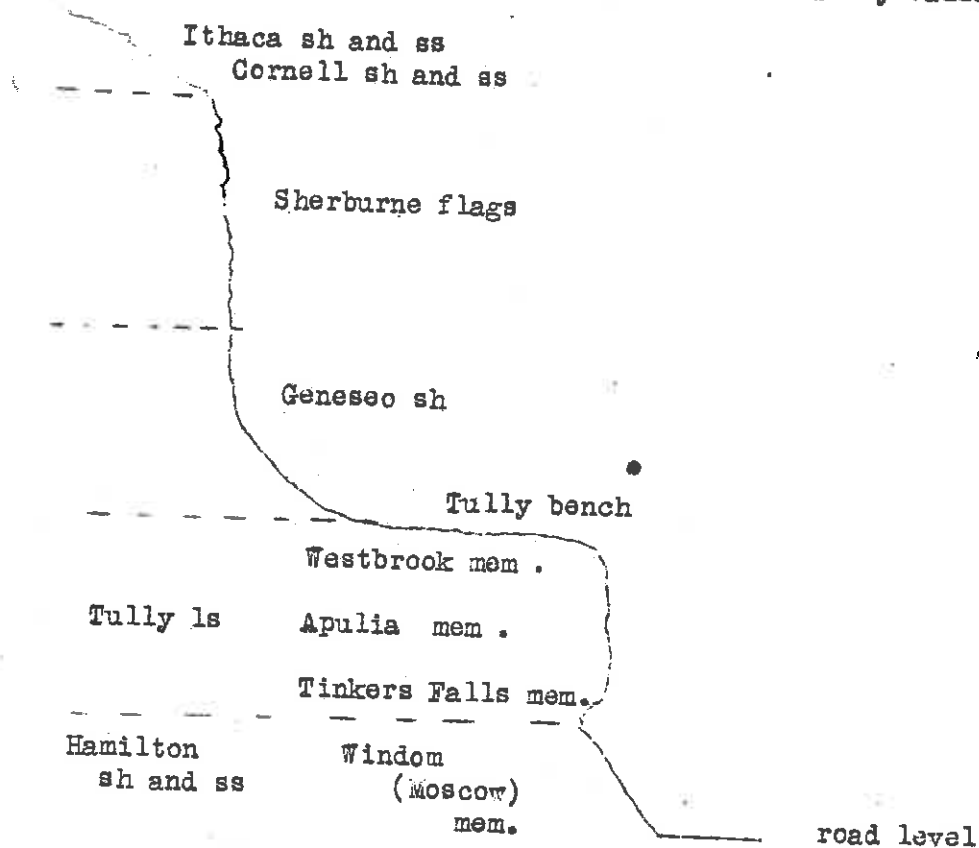 Ithaca sh and ss
Cornell sh and ss
Sherburne flags
Geneseo sh
Tully bench
Westbrook mem .
Tully ls Apulia mem .
Tinkers Falls mem.
Hamilton Windom
sh and ss (Moscow)
mem.
road level